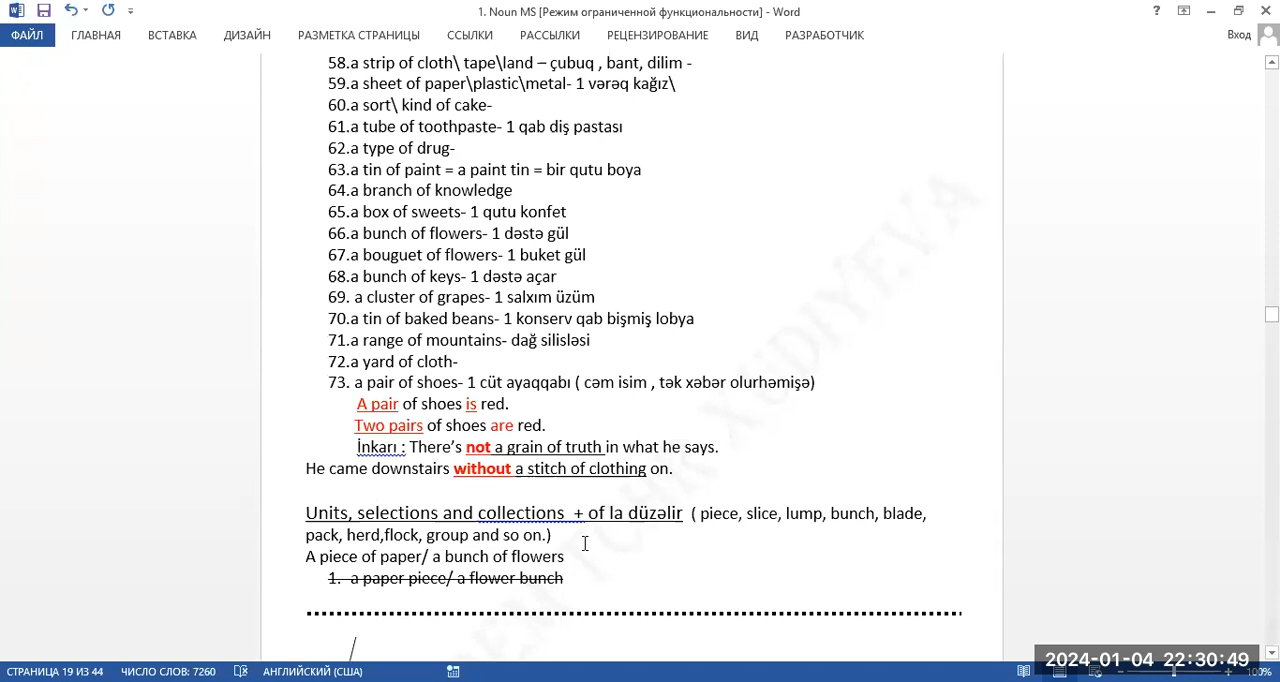 1. Noun MS [Режим ограниченной функциональности] - Word
ФАЙЛ ГЛАВНАЯ ВСТАВКА ДИЗАЙН РАЗМЕТКА СТРАНИЦЫ ССЫЛКИ РАССЫЛКИ РЕЦЕНЗИРОВАНИЕ ВИД РАЗРАБОТЧИК Вход
58.a strip of cloth\ tape\land – çubuq , bant, dilim -
59.a sheet of paper\plastic\metal- 1 vərəq kağız\
60.a sort\ kind of cake-
61.a tube of toothpaste- 1 qab diş pastası
62.a type of drug-
63.a tin of paint = a paint tin = bir qutu boya
64.a branch of knowledge
65.a box of sweets- 1 qutu konfet
66.a bunch of flowers- 1 dəstə gül
67.a bouguet of flowers- 1 buket gül
68.a bunch of keys- 1 dəstə açar
69. a cluster of grapes- 1 salxım üzüm
70.a tin of baked beans- 1 konserv qab bişmiş lobya
71.a range of mountains- dağ silisləsi
72.a yard of cloth-
73. a pair of shoes- 1 cüt ayaqqabı ( cəm isim , tək xəbər olurhəmişə)
A pair of shoes is red.
Two pairs of shoes are red.
İnkarı : There’s not a grain of truth in what he says.
He came downstairs without a stitch of clothing on.
Units, selections and collections + of la düzəlir ( piece, slice, lump, bunch, blade,
pack, herd,flock, group and so on.)
A piece of paper/ a bunch of flowers
1. a paper piece/ a flower bunch
XUDIYEVA
СТРАНИЦА 19 ИЗ 44 ЧИСЛО СЛОВ: 7260 АНГЛИЙСКИЙ (США) 100%
2024-01-04 22:30:49